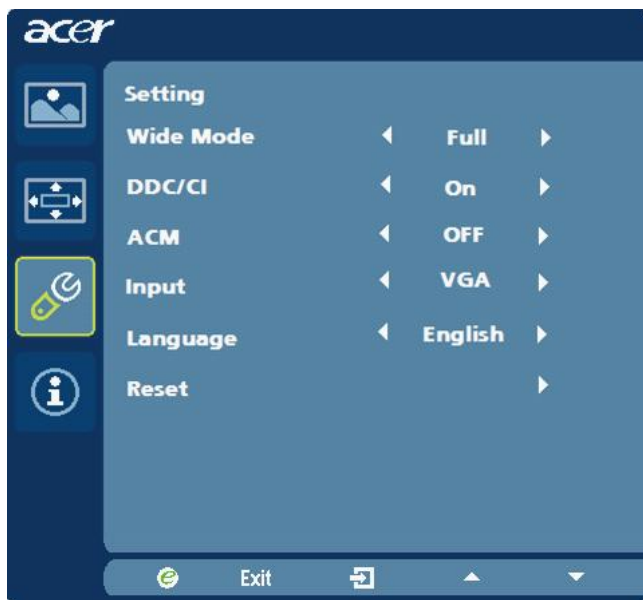 acer
Setting
Wide Mode Full
DDC/CI On
ACM OFF
Input VGA
Language English
Reset
e Exit